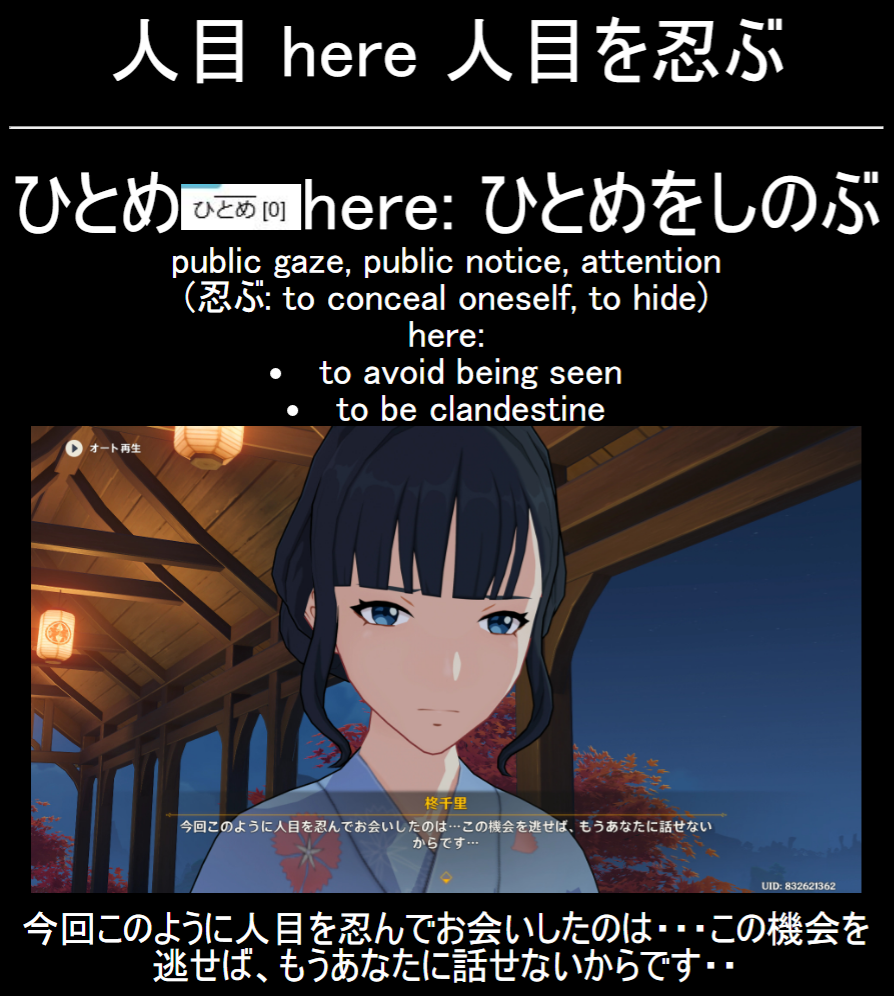 人目 here 人目を忍ぶ
ひとめ ひとめ [0] here: ひとめをしのぶ
public gaze, public notice, attention
(忍ぶ: to conceal oneself, to hide)
here:
• to avoid being seen
• to be clandestine
オート再生
柊千里
今回このように人目を忍んでお会いしたのは…この機会を逃せば、もうあなたに話せない
からです…
UID: 832621362
今回このように人目を忍んでお会いしたのは・・・この機会を
逃せば、もうあなたに話せないからです・・